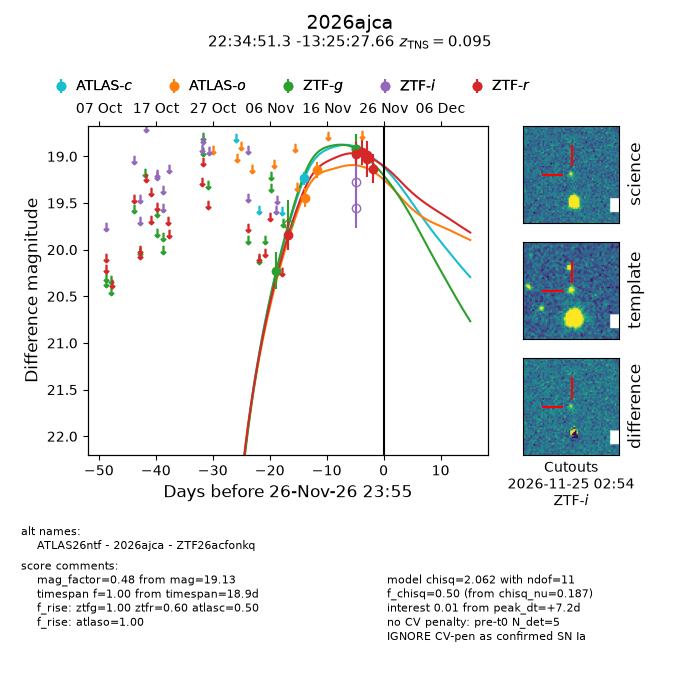 2026ajca
22:34:51.3 -13:25:27.66 zTNS = 0.095
ATLAS-c ATLAS-o ZTF-g ZTF-i ZTF-r
07 Oct 17 Oct 27 Oct 06 Nov 16 Nov 26 Nov 06 Dec
Difference magnitude
19.0
19.5
20.0
20.5
21.0
21.5
22.0
−50 −40 −30 −20 −10 0 10
Days before 26-Nov-26 23:55
science
template
difference
Cutouts
2026-11-25 02:54
ZTF-i
alt names:
ATLAS26ntf - 2026ajca - ZTF26acfonkq
score comments:
mag_factor=0.48 from mag=19.13
timespan f=1.00 from timespan=18.9d
f_rise: ztfg=1.00 ztfr=0.60 atlasc=0.50
f_rise: atlaso=1.00
model chisq=2.062 with ndof=11
f_chisq=0.50 (from chisq_nu=0.187)
interest 0.01 from peak_dt=+7.2d
no CV penalty: pre-t0 N_det=5
IGNORE CV-pen as confirmed SN Ia